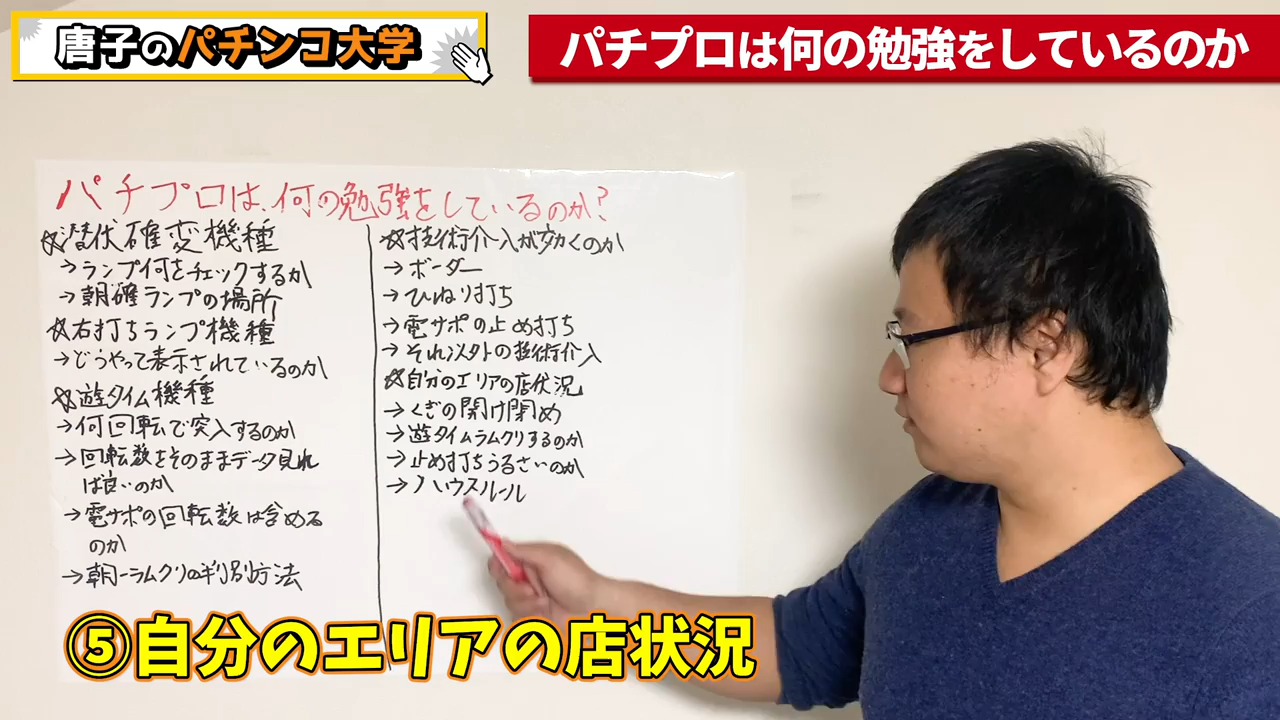 唐子のパチンコ大学
パチプロは何の勉強をしているのか
パチプロは、何の勉強をしているのか?
☆潜伏確変機種
→ランプ何をチェックするか
→朝確ランプの場所
☆右打ちランプ機種
→どうやって表示されているのか
☆遊タイム機種
→何回転で突入するのか
→回転数をそのままデータ見れ
ば良いのか
→電サポの回転数は含める
のか
→朝一ラムクリの判別方法
☆技術介入が効くのか
→ボーダー
→ひねり打ち
→電サポの止め打ち
→それ以外の技術介入
☆自分のエリアの店状況
→くぎの開け閉め
→遊タイムラムクリするのか
→止め打ちうるさいのか
→ハウスルール
⑤自分のエリアの店状況